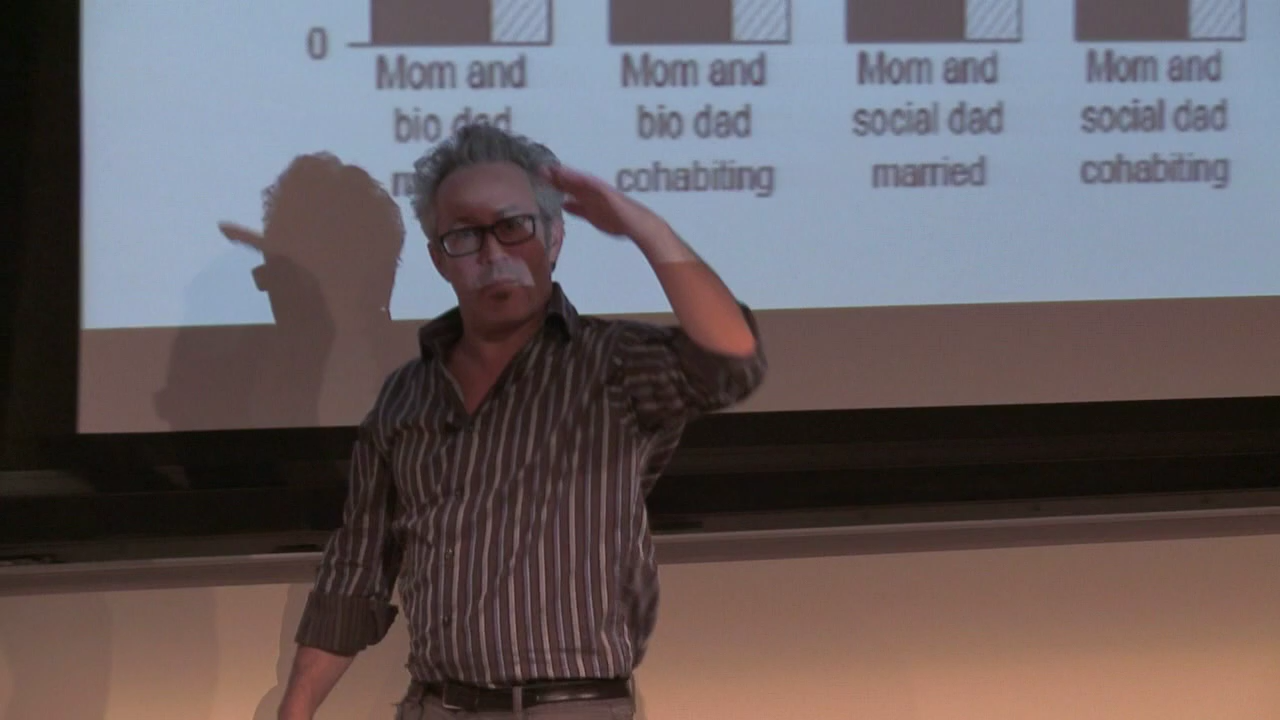 0
Mom and
bio dad
Mom and
bio dad
cohabiting
Mom and
social dad
married
Mom and
social dad
cohabiting